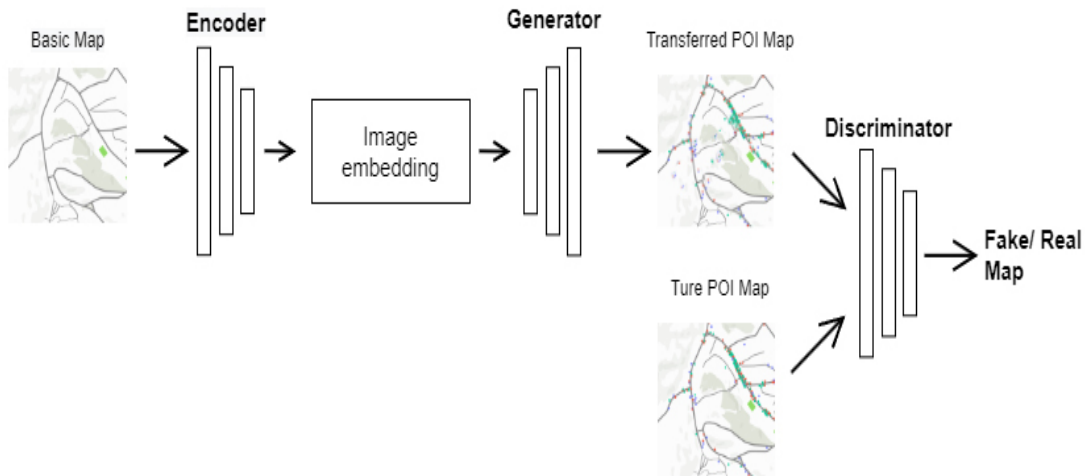 Basic Map
Encoder
Image
embedding
Generator
Transferred POI Map
Discriminator
Ture POI Map
Fake/ Real
Map